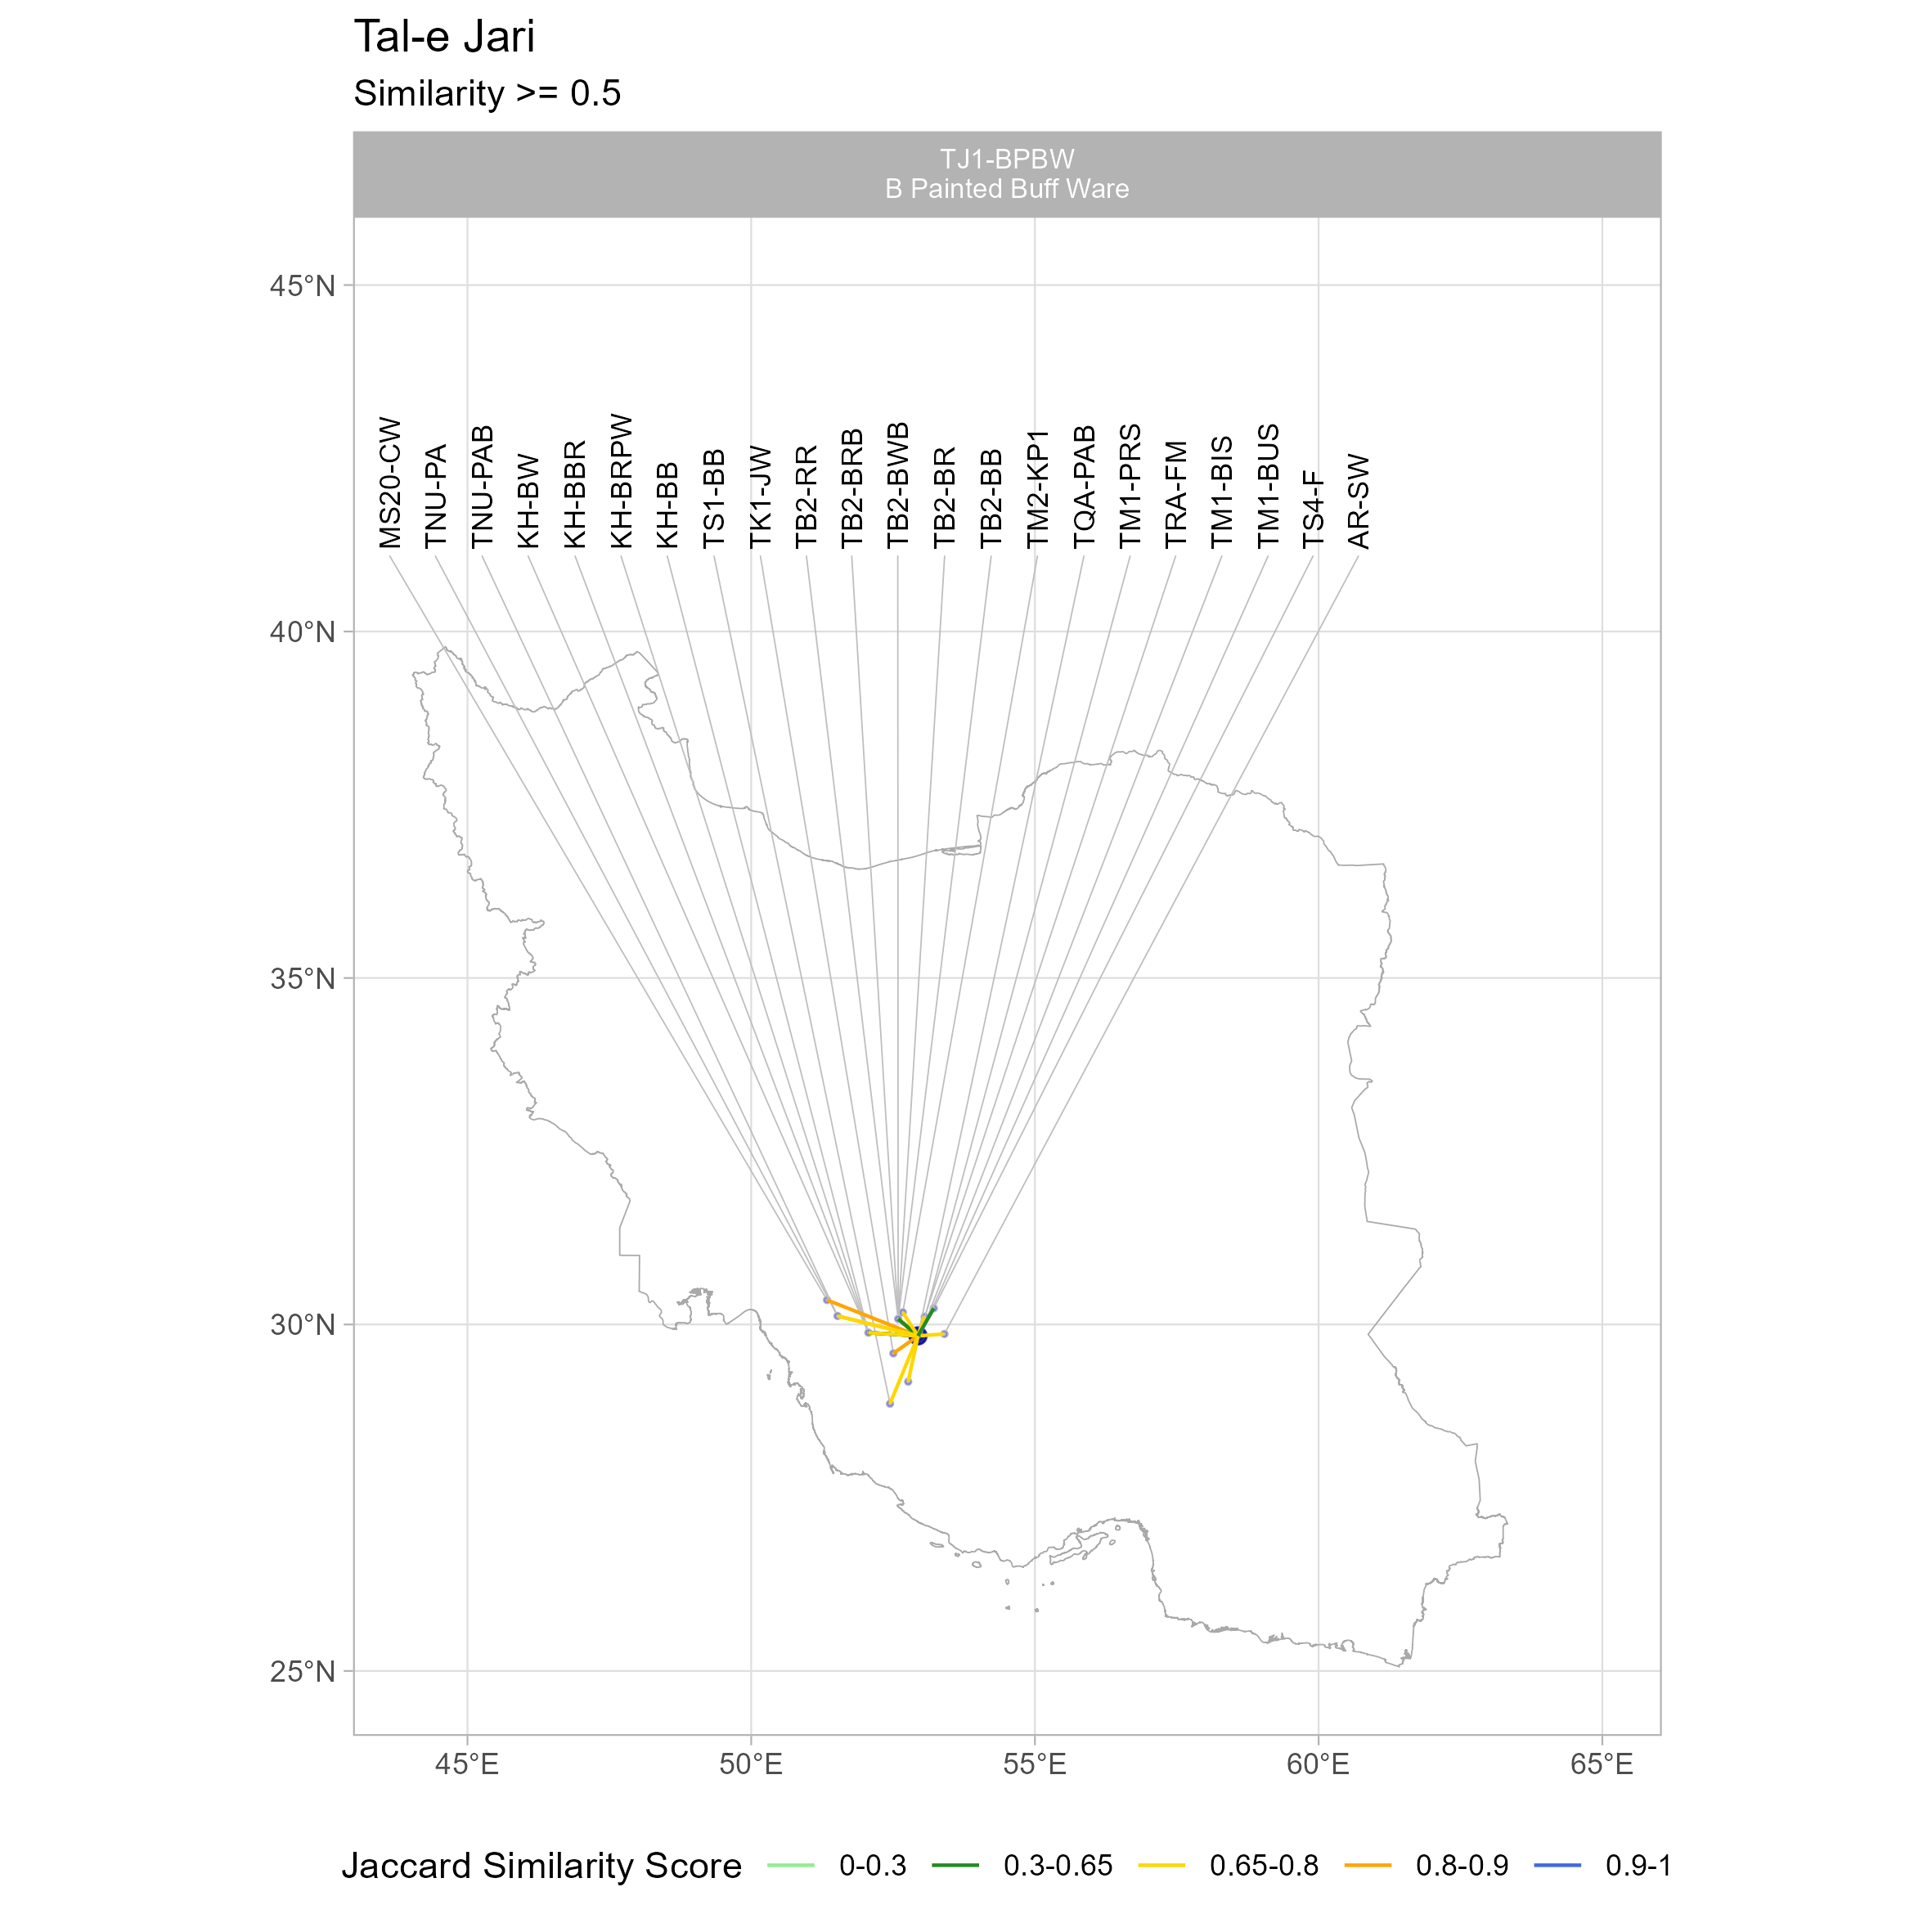 Tal-e Jari
Similarity >= 0.5
TJ1-BPBW
B Painted Buff Ware
45°N
40°N
35°N
30°N
25°N
MS20-CW
TNU-PA
TNU-PAB
KH-BW
KH-BBR
KH-BRPW
KH-BB
TS1-BB
TK1-JW
TB2-RR
TB2-BRB
TB2-BWB
TB2-BR
TB2-BB
TM2-KP1
TQA-PAB
TM1-PRS
TRA-FM
TM1-BIS
TM1-BUS
TS4-F
AR-SW
45°E 50°E 55°E 60°E 65°E
Jaccard Similarity Score 0-0.3 0.3-0.65 0.65-0.8 0.8-0.9 0.9-1